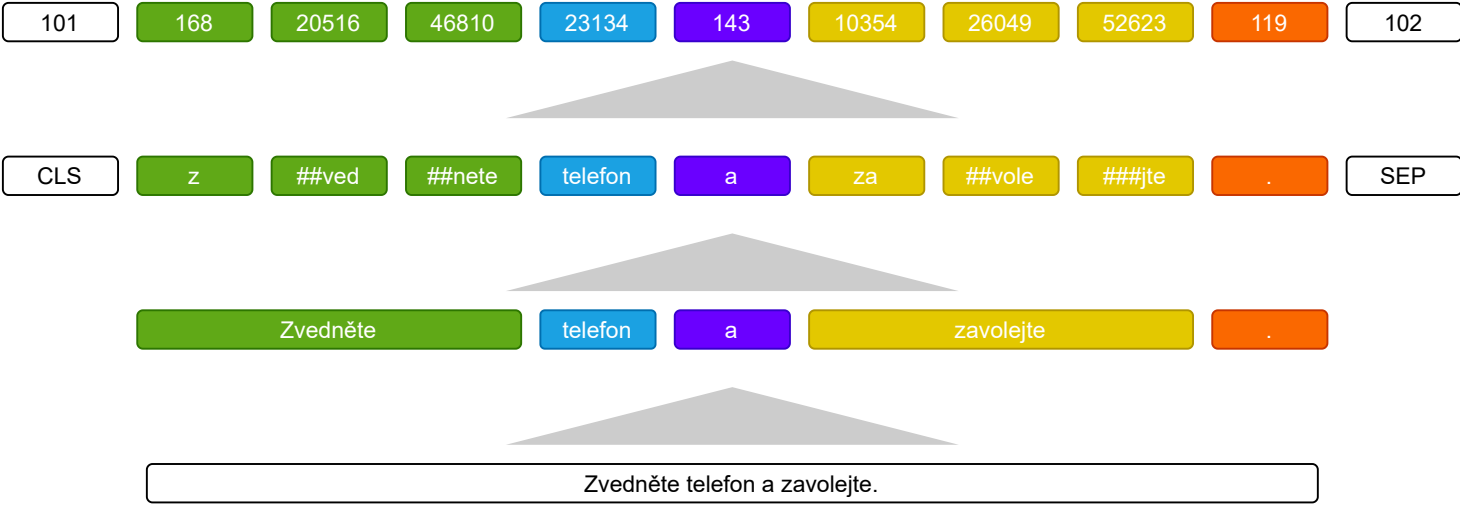 101 168 20516 46810 23134 143 10354 26049 52623 119 102
CLS z ##ved ##nete telefon a za ##vole ###jte . SEP
Zvedněte telefon a zavolejte .
Zvedněte telefon a zavolejte.